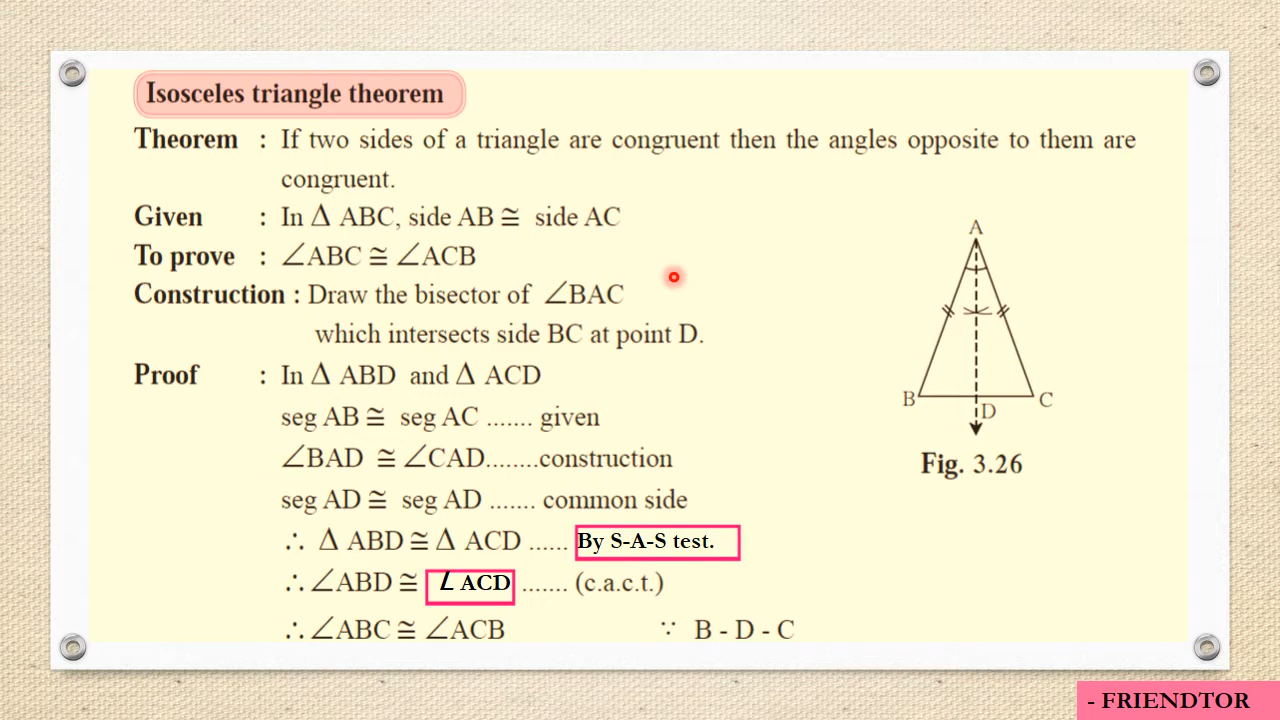 Isosceles triangle theorem
Theorem : If two sides of a triangle are congruent then the angles opposite to them are
congruent.
Given : In Δ ABC, side AB ≅ side AC
To prove : ∠ABC ≅ ∠ACB
Construction : Draw the bisector of ∠BAC
which intersects side BC at point D.
Proof : In Δ ABD and Δ ACD
seg AB ≅ seg AC ....... given
∠BAD ≅ ∠CAD........construction
seg AD ≅ seg AD ....... common side
∴ Δ ABD ≅ Δ ACD ...... By S-A-S test.
∴ ∠ABD ≅ ∠ ACD ....... (c.a.c.t.)
∴ ∠ABC ≅ ∠ACB ∵ B - D - C
A
B
D
C
Fig. 3.26
- FRIENDTOR